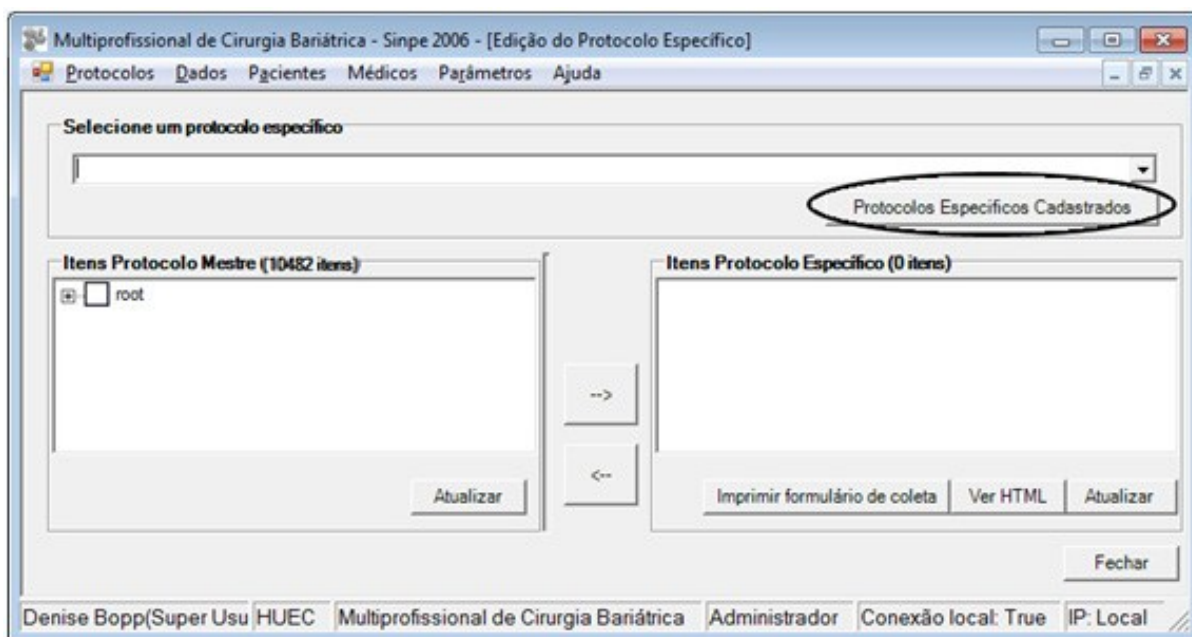 Multiprofissional de Cirurgia Bariátrica - Sinpe 2006 - [Edição do Protocolo Específico]
Protocolos Dados Pacientes Médicos Parâmetros Ajuda
Selecione um protocolo específico
Protocolos Especificos Cadastrados
Itens Protocolo Mestre (10482 itens)
Itens Protocolo Específico (0 itens)
root
-->
<--
Atualizar
Imprimir formulário de coleta Ver HTML Atualizar
Fechar
Denise Bopp(Super Usu HUEC Multiprofissional de Cirurgia Bariátrica Administrador Conexão local: True IP: Local